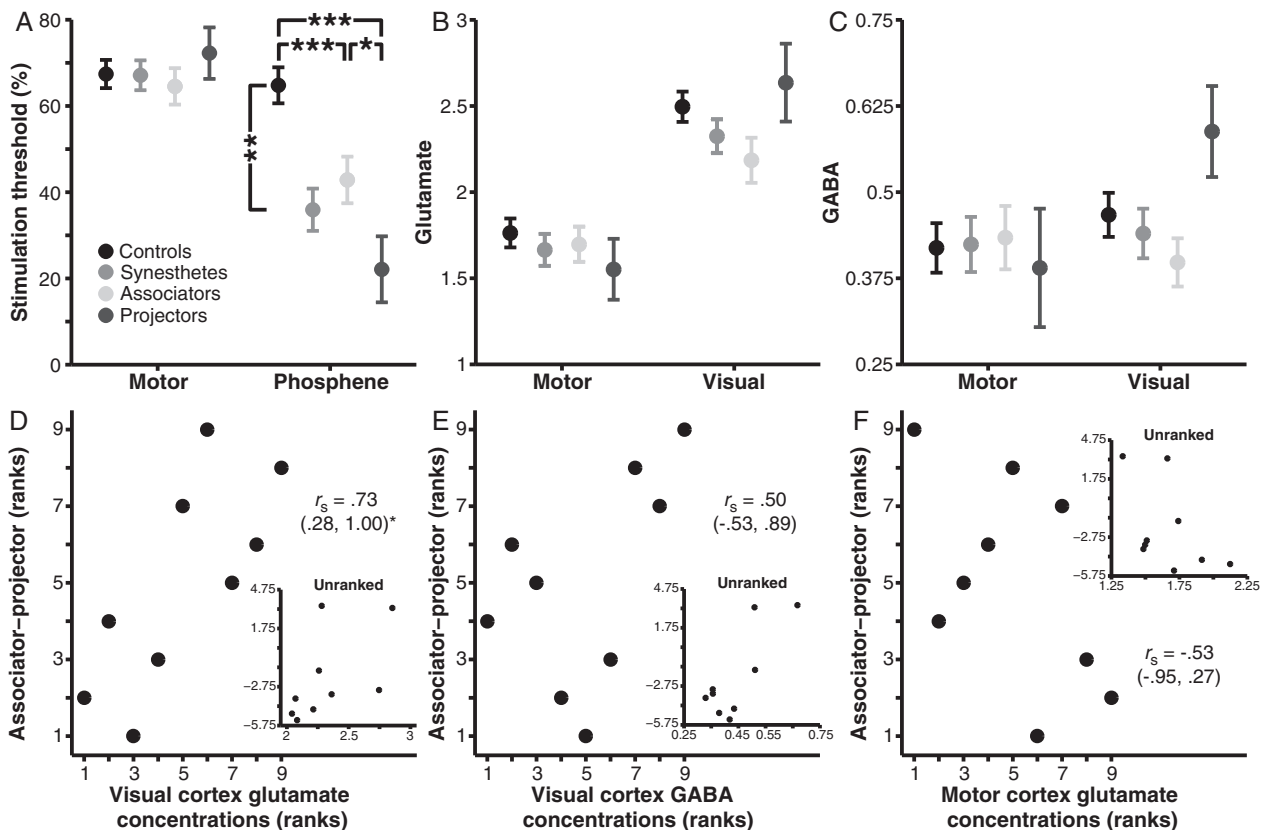 A
Stimulation threshold (%)
80
60
40
20
0
***
***
*
**
Controls
Synesthetes
Associators
Projectors
Motor
Phosphene
B
Glutamate
3
2.5
2
1.5
1
Motor
Visual
C
GABA
0.75
0.625
0.5
0.375
0.25
Motor
Visual
D
Associator–projector (ranks)
9
7
5
3
1
rs = .73
(.28, 1.00)*
Unranked
4.75
1.75
−2.75
−5.75
2
2.5
3
1
3
5
7
9
Visual cortex glutamate
concentrations (ranks)
E
Associator–projector (ranks)
9
7
5
3
1
rs = .50
(-.53, .89)
Unranked
4.75
1.75
−2.75
−5.75
0.25
0.45
0.55
0.75
1
3
5
7
9
Visual cortex GABA
concentrations (ranks)
F
Associator–projector (ranks)
9
7
5
3
1
Unranked
4.75
1.75
−2.75
−5.75
1.25
1.75
2.25
rs = -.53
(-.95, .27)
1
3
5
7
9
Motor cortex glutamate
concentrations (ranks)